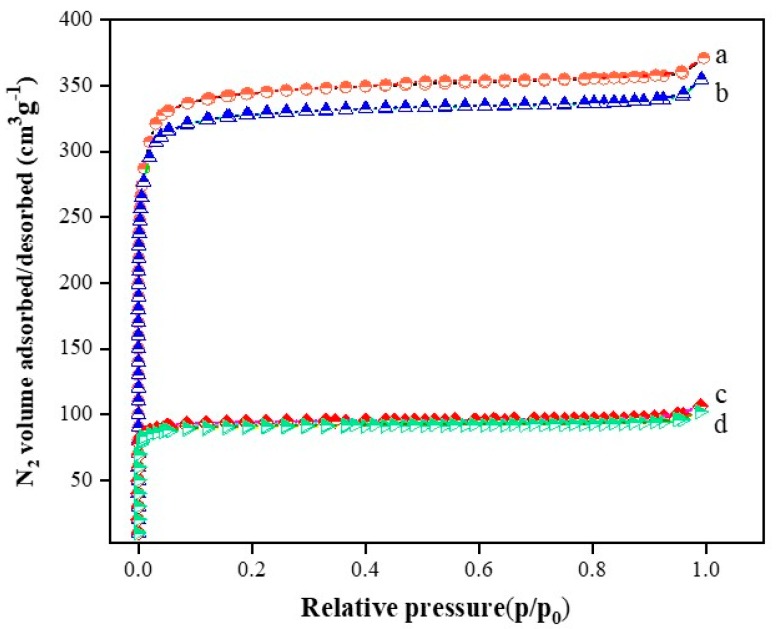 400
350
300
250
200
150
100
50
N₂ volume adsorbed/desorbed (cm³g⁻¹)
a
b
c
d
0.0 0.2 0.4 0.6 0.8 1.0
Relative pressure(p/p₀)